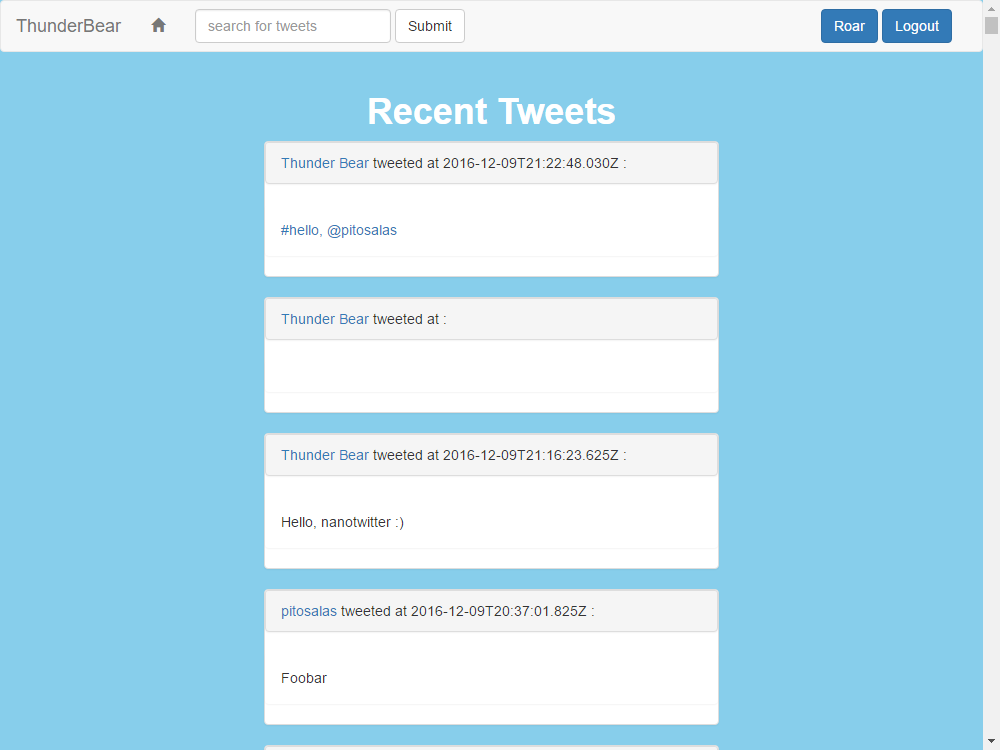 ThunderBear search for tweets Submit Roar Logout
Recent Tweets
Thunder Bear tweeted at 2016-12-09T21:22:48.030Z :
#hello, @pitosalas
Thunder Bear tweeted at :
Thunder Bear tweeted at 2016-12-09T21:16:23.625Z :
Hello, nanotwitter :)
pitosalas tweeted at 2016-12-09T20:37:01.825Z :
Foobar